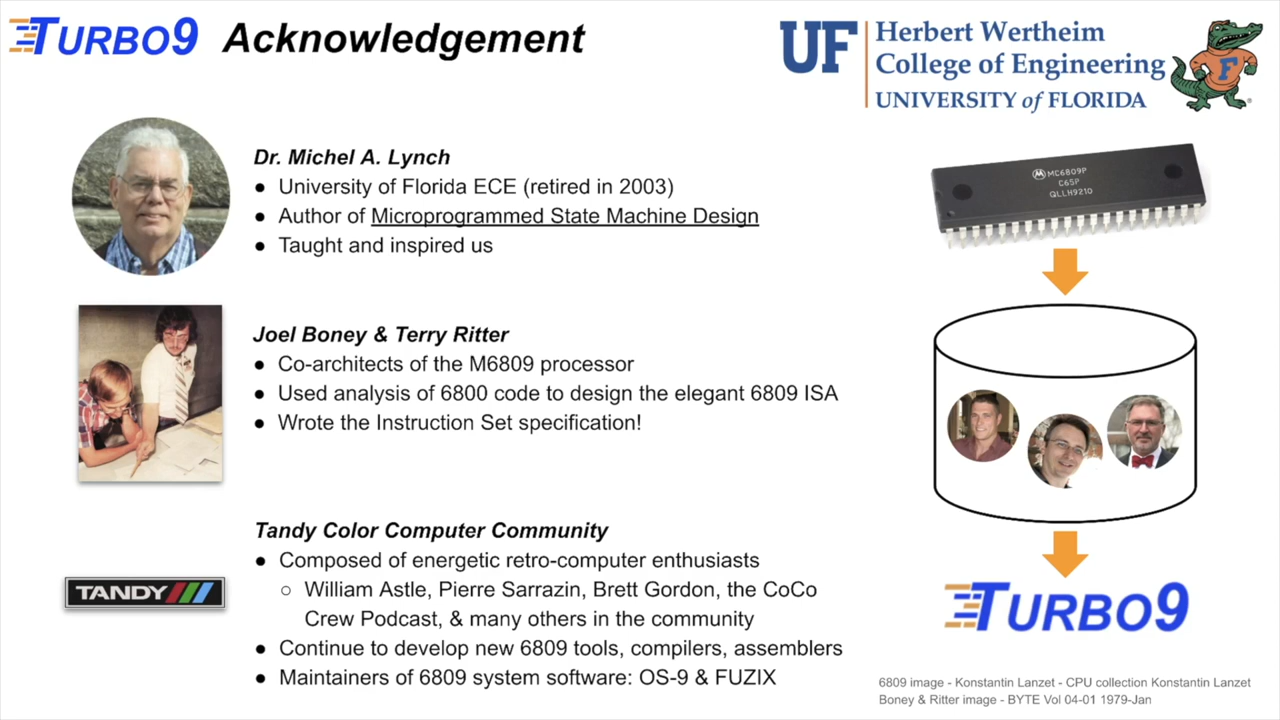 TURBO9 Acknowledgement
UF Herbert Wertheim
College of Engineering
UNIVERSITY of FLORIDA
F
Dr. Michel A. Lynch
● University of Florida ECE (retired in 2003)
● Author of Microprogrammed State Machine Design
● Taught and inspired us
MC6809P
C65P
QLLH9210
Joel Boney & Terry Ritter
● Co-architects of the M6809 processor
● Used analysis of 6800 code to design the elegant 6809 ISA
● Wrote the Instruction Set specification!
Tandy Color Computer Community
● Composed of energetic retro-computer enthusiasts
○ William Astle, Pierre Sarrazin, Brett Gordon, the CoCo
Crew Podcast, & many others in the community
● Continue to develop new 6809 tools, compilers, assemblers
● Maintainers of 6809 system software: OS-9 & FUZIX
TANDY
TURBO9
6809 image - Konstantin Lanzet - CPU collection Konstantin Lanzet
Boney & Ritter image - BYTE Vol 04-01 1979-Jan